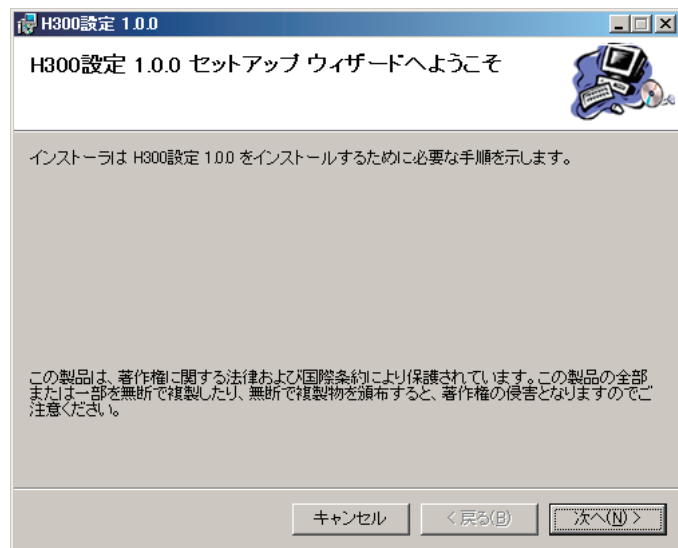 H300設定 1.0.0
H300設定 1.0.0 セットアップ ウィザードへようこそ
インストーラは H300設定 1.0.0 をインストールするために必要な手順を示します。
この製品は、著作権に関する法律および国際条約により保護されています。この製品の全部
または一部を無断で複製したり、無断で複製物を頒布すると、著作権の侵害となりますのでご
注意ください。
キャンセル
< 戻る(B)
次へ(N) >